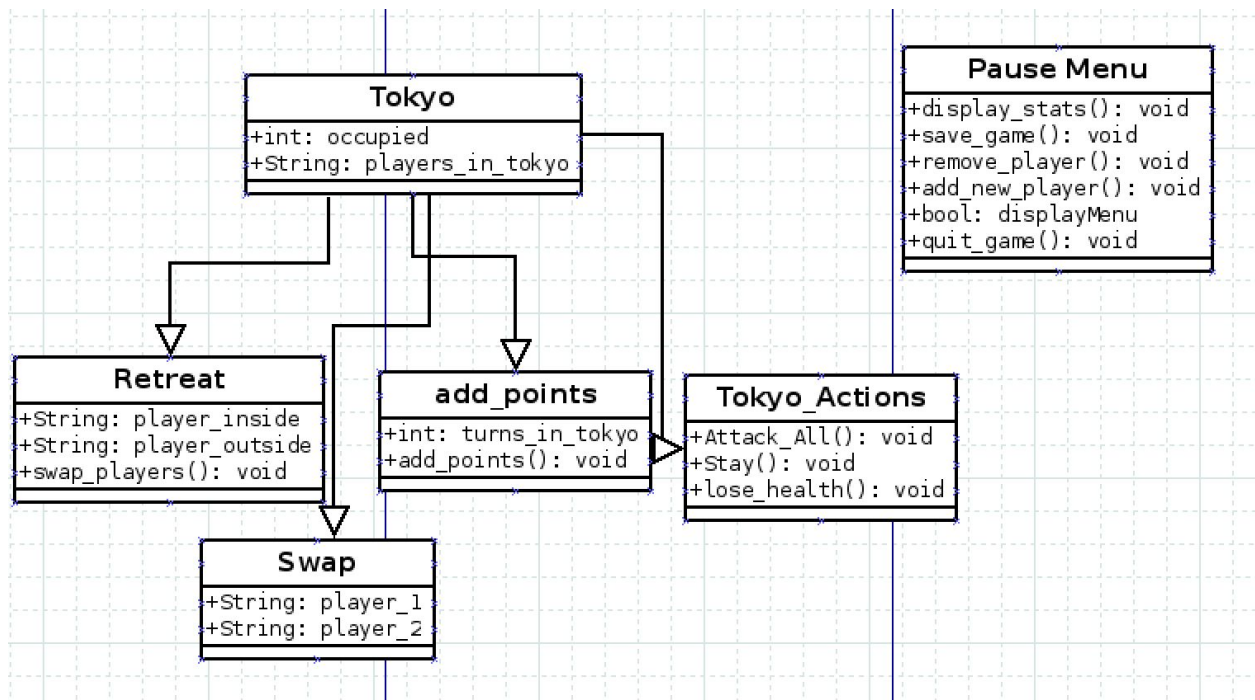 Tokyo
+int: occupied
+String: players_in_tokyo
Pause Menu
+display_stats(): void
+save_game(): void
+remove_player(): void
+add_new_player(): void
+bool: displayMenu
+quit_game(): void
Retreat
+String: player_inside
+String: player_outside
+swap_players(): void
add_points
+int: turns_in_tokyo
+add_points(): void
Tokyo_Actions
+Attack_All(): void
+Stay(): void
+lose_health(): void
Swap
+String: player_1
+String: player_2